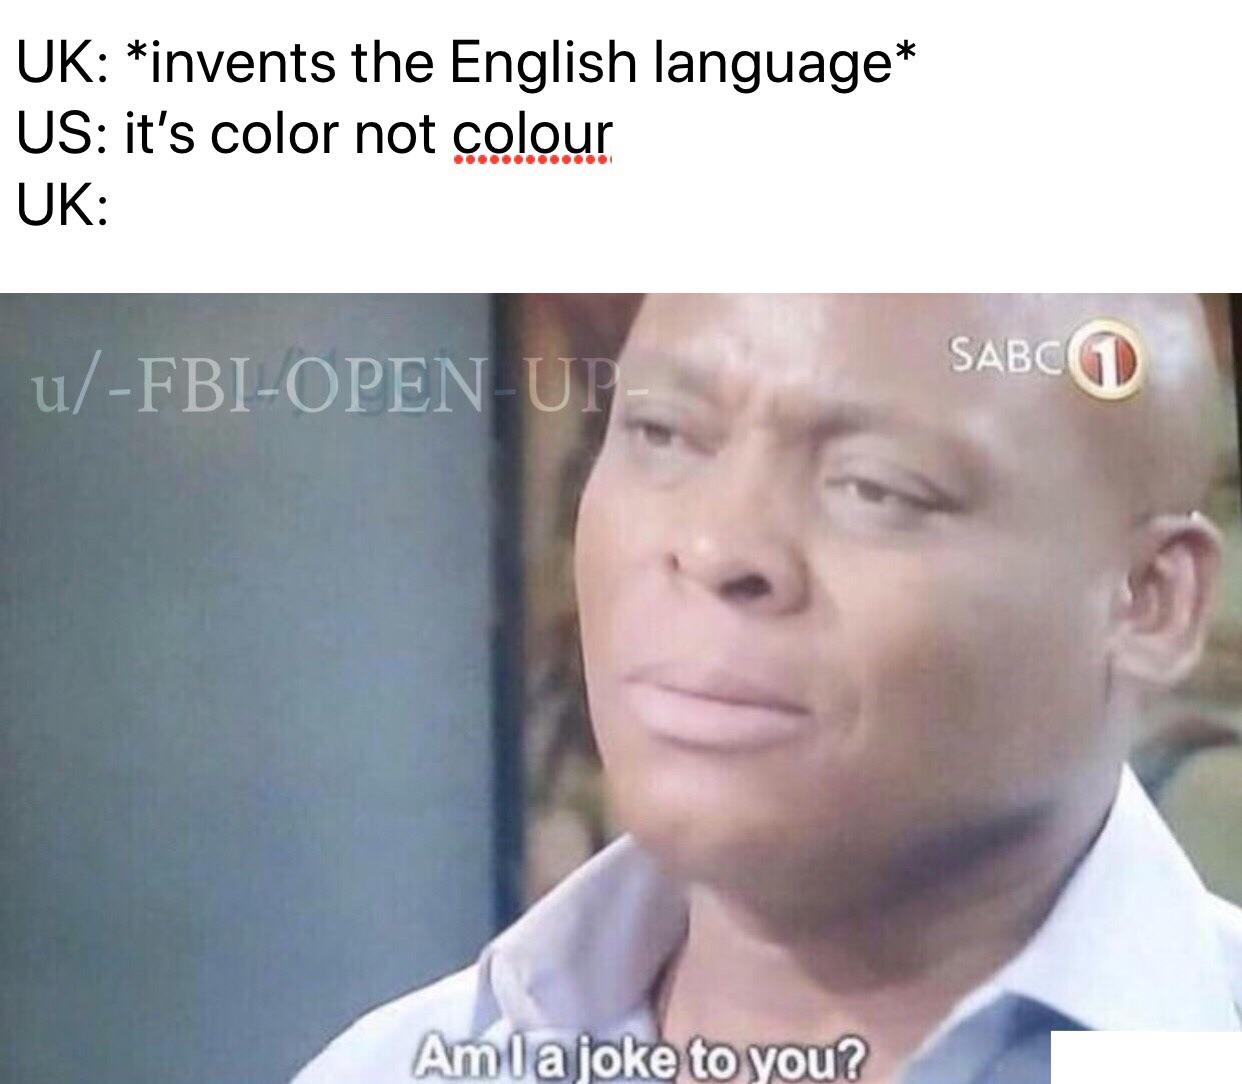 UK: *invents the English language*
US: it's color not colour
UK:
u/-FBI-OPEN-UP-
SABC 1
Am I a joke to you?